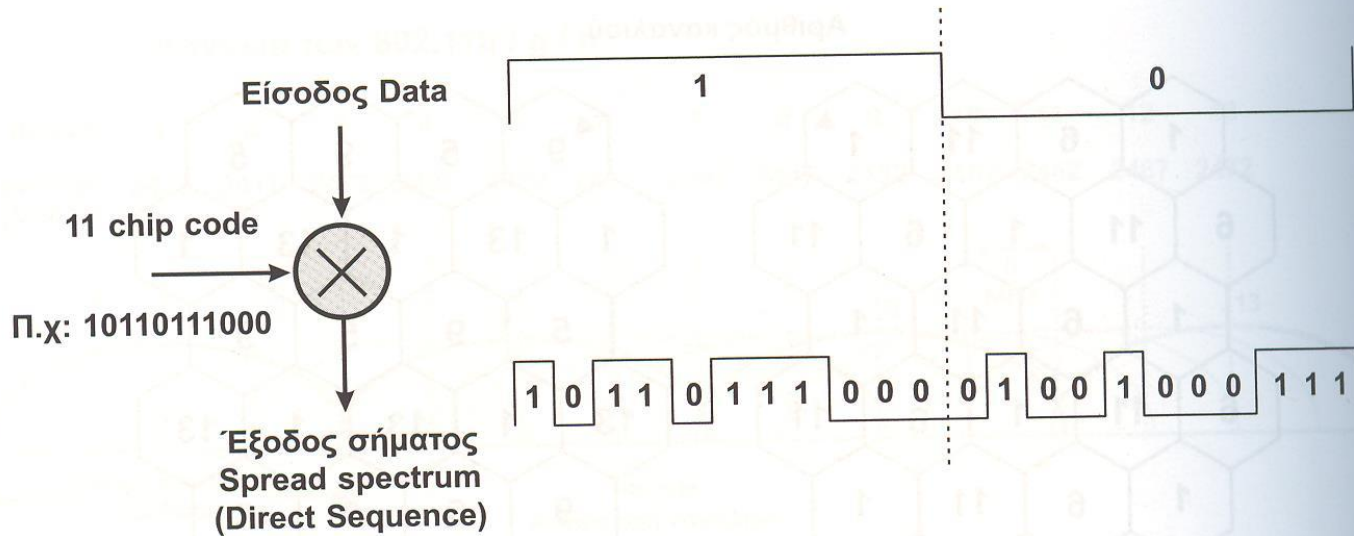 Είσοδος Data
11 chip code
Π.χ: 10110111000
Έξοδος σήματος
Spread spectrum
(Direct Sequence)
1 0
1 0 1 1 0 1 1 1 0 0 0 0 1 0 0 1 0 0 0 1 1 1